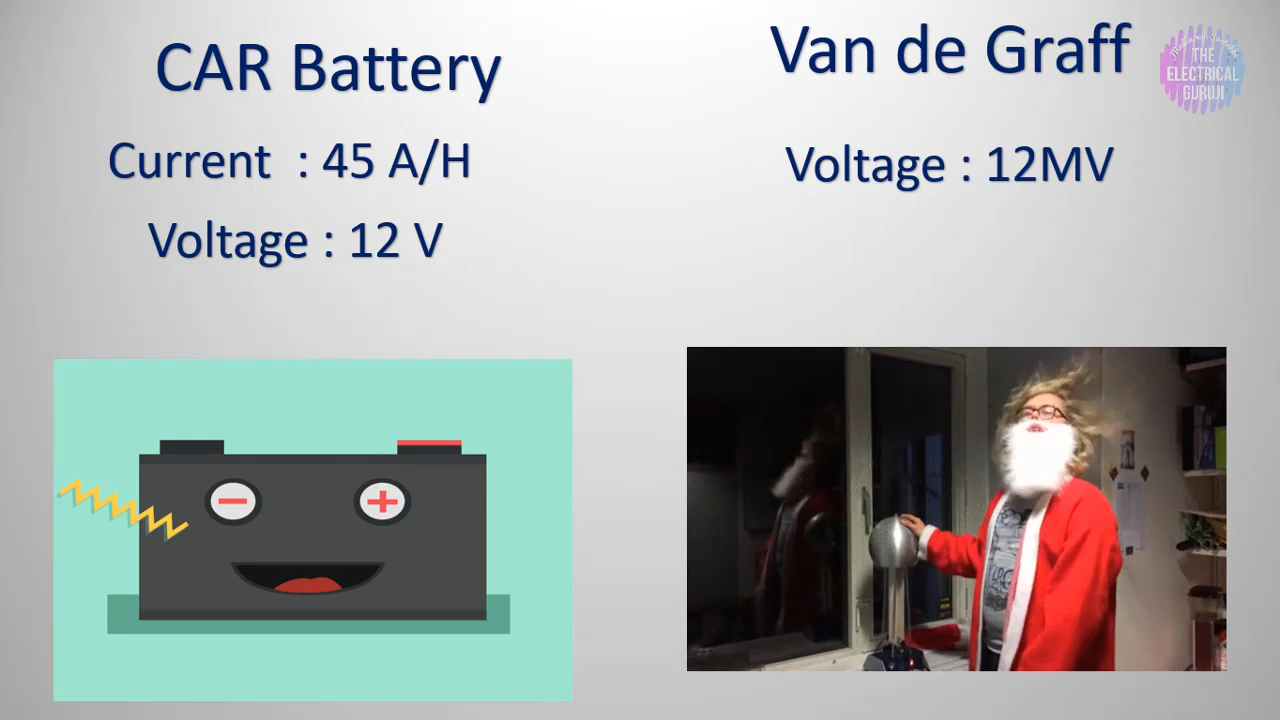 CAR Battery
Current : 45 A/H
Voltage : 12 V
Van de Graff
Voltage : 12MV
THE
ELECTRICAL
GURUJI